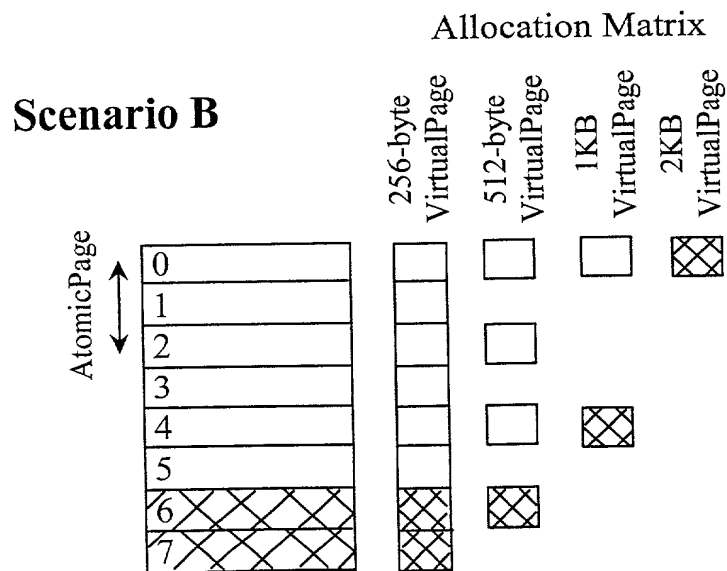 Allocation Matrix
Scenario B
256-byte
VirtualPage
512-byte
VirtualPage
1KB
VirtualPage
2KB
VirtualPage
AtomicPage
0
1
2
3
4
5
6
7